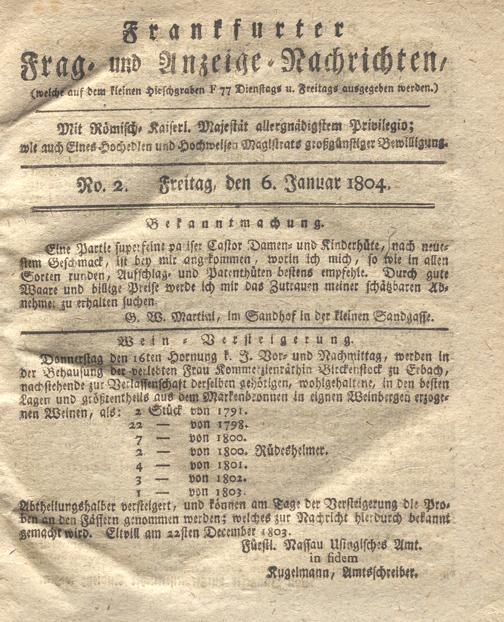 Frankfurter
Frag- und Anzeige-Nachrichten,
(welche auf dem kleinen Hirschgraben F 77 Dienstags u. Freitags ausgegeben werden.)
Mit Römisch-Kaiserl. Majestät allergnädigstem Privilegio;
wie auch Eines Hochedlen und Hochweisen Magistrats großgünstiger Bewilligung.
No. 2. Freitag, den 6. Januar 1804.
Bekanntmachung.
Eine Partie superfeint pariser Castor Damen- und Kinderhüte, nach neue-
stem Geschmack, ist bey mir angekommen, worin ich mich, so wie in allen
Sorten runden, Aufschlag- und Patenthüten bestens empfehle. Durch gute
Waare und billige Preise werde ich mir das Zutrauen meiner schätzbaren Ab-
nehmer zu erhalten suchen.
G. W. Martini, im Sandhof in der kleinen Sandgasse.
Wein-Versteigerung.
Donnerstag den 16ten Hornung k. J. Vor- und Nachmittag, werden in
der Behausung der verlebten Frau Kommerzienräthin Birckenstock zu Erbach,
nachstehende zur Verlassenschaft derselben gehörigen, wohlgehaltene, in den besten
Lagen und größtentheils aus dem Markenbronnen in eignen Weinbergen erzoge-
nen Weinen, als: 2 Stück von 1791.
22 — von 1798.
7 — von 1800.
2 — von 1800. Rüdesheimer.
4 — von 1801.
3 — von 1802.
1 — von 1803.
Abtheilungshalber versteigert, und können am Tage der Versteigerung die Pro-
ben an den Fässern genommen werden; welches zur Nachricht hierdurch bekannt
gemacht wird. Eltvill am 22sten December 1803.
Fürstl. Nassau Usingisches Amt.
in fidem
Kugelmann, Amtschreiber.